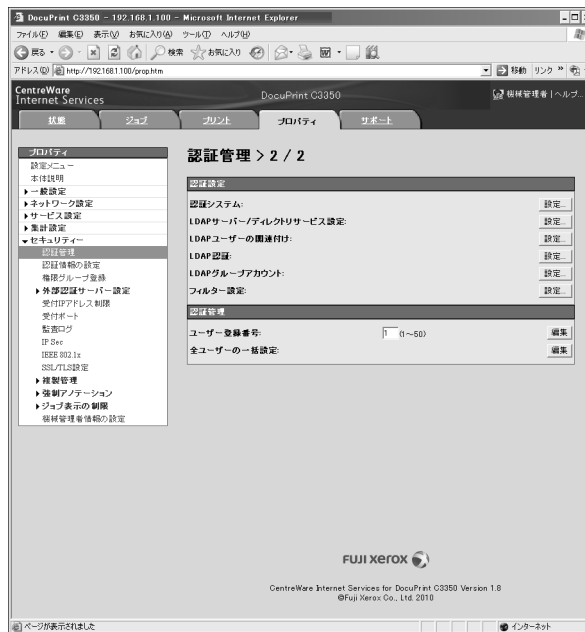 DocuPrint C3350 - 192.168.1.100 - Microsoft Internet Explorer
ファイル(F) 編集(E) 表示(V) お気に入り(A) ツール(T) ヘルプ(H)
戻る 検索 お気に入り
アドレス(D) http://192.168.1.100/prop.htm 移動 リンク »
CentreWare
Internet Services
DocuPrint C3350
機械管理者 | ヘルプ...
状態 ジョブ プリント プロパティ サポート
プロパティ
設定メニュー
本体説明
一般設定
ネットワーク設定
サービス設定
集計設定
セキュリティー
認証管理
認証情報の設定
権限グループ登録
外部認証サーバー設定
受付IPアドレス制限
受付ポート
監査ログ
IP Sec
IEEE 802.1x
SSL/TLS設定
複製管理
強制アノテーション
ジョブ表示の制限
機械管理者情報の設定
認証管理 > 2 / 2
認証設定
認証システム: 設定...
LDAPサーバー/ディレクトリサービス設定: 設定...
LDAPユーザーの関連付け: 設定...
LDAP認証: 設定...
LDAPグループアカウント: 設定...
フィルター設定: 設定...
認証管理
ユーザー登録番号: 1 (1～50) 編集
全ユーザーの一括設定: 編集
FUJI XEROX
CentreWare Internet Services for DocuPrint C3350 Version 1.8
©Fuji Xerox Co., Ltd. 2010
ページが表示されました インターネット